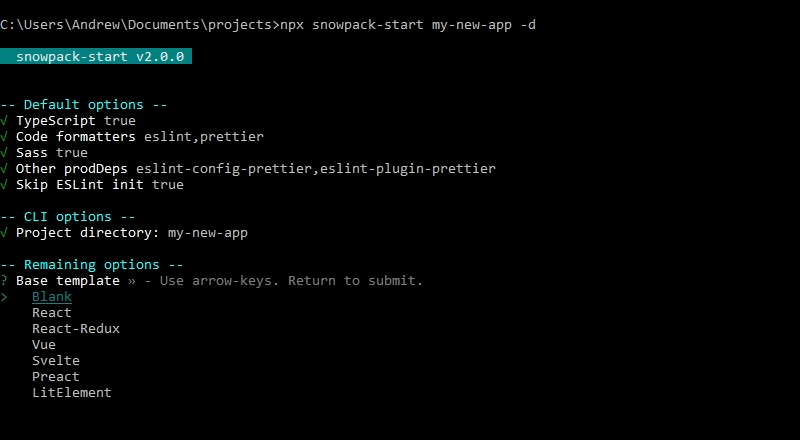 C:\Users\Andrew\Documents\projects>npx snowpack-start my-new-app -d
snowpack-start v2.0.0
-- Default options --
√ TypeScript true
√ Code formatters eslint,prettier
√ Sass true
√ Other prodDeps eslint-config-prettier,eslint-plugin-prettier
√ Skip ESLint init true
-- CLI options --
√ Project directory: my-new-app
-- Remaining options --
? Base template » - Use arrow-keys. Return to submit.
> Blank
React
React-Redux
Vue
Svelte
Preact
LitElement